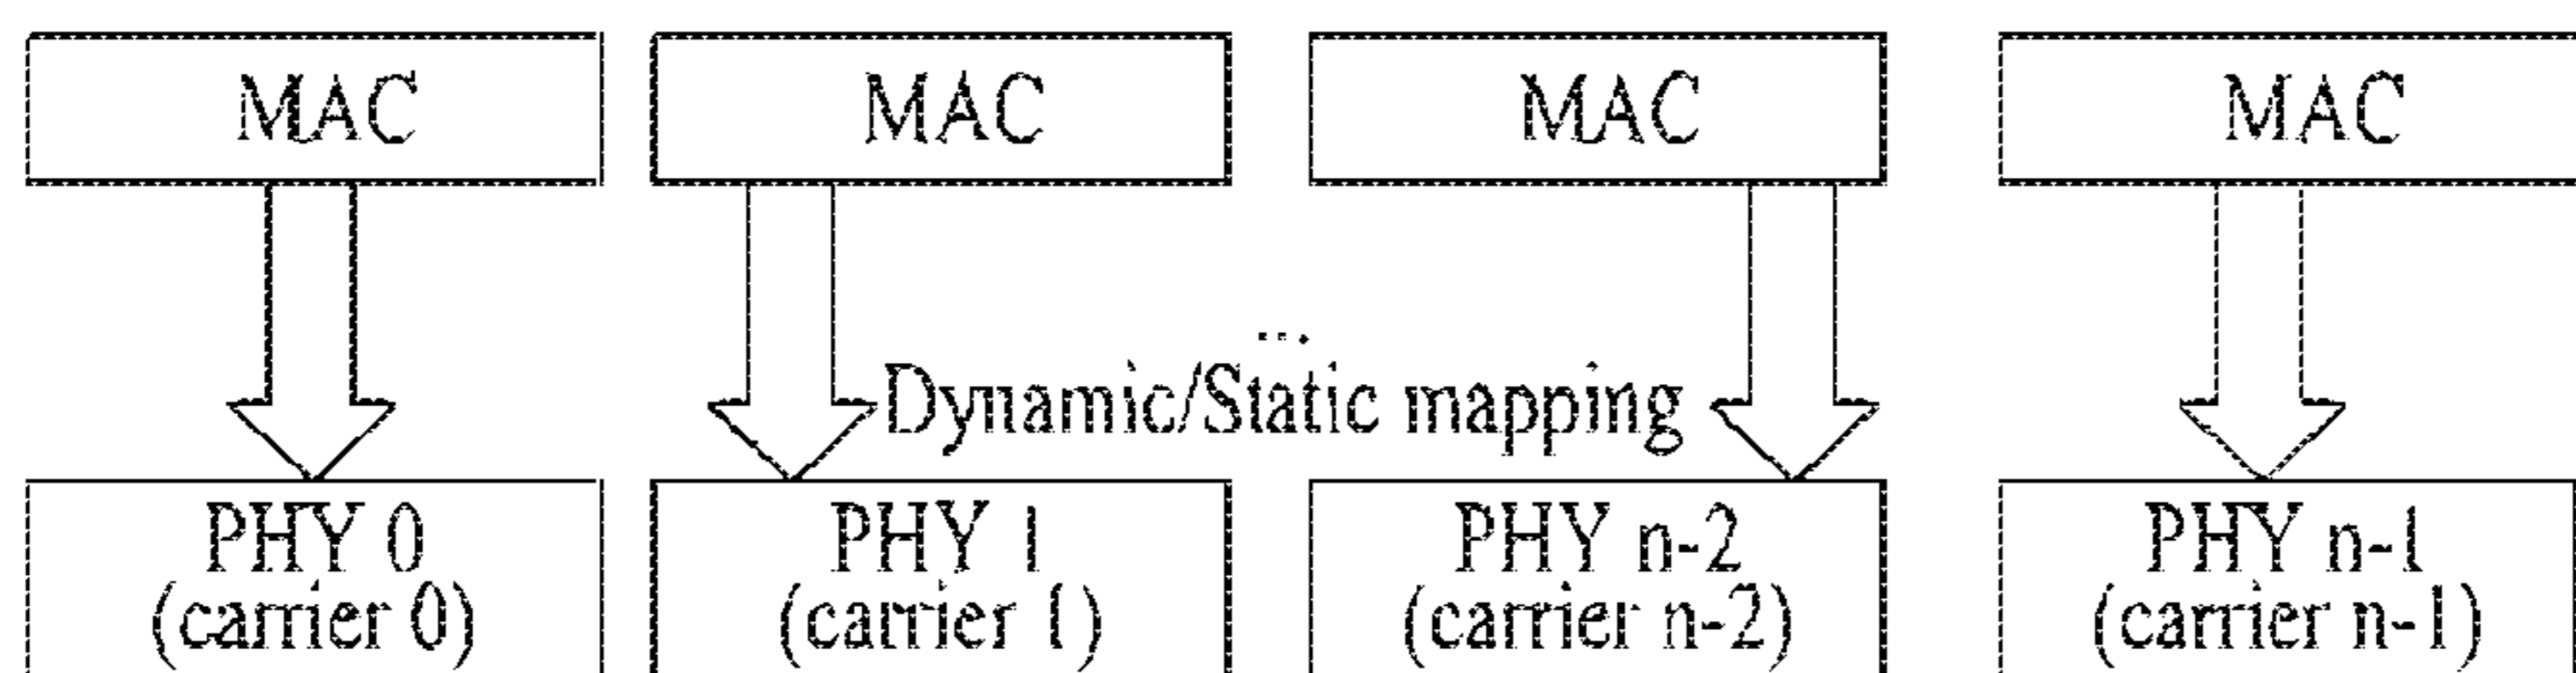 MAC MAC MAC MAC
...
Dynamic/Static mapping
PHY 0 PHY 1 PHY n-2 PHY n-1
(carrier 0) (carrier 1) (carrier n-2) (carrier n-1)